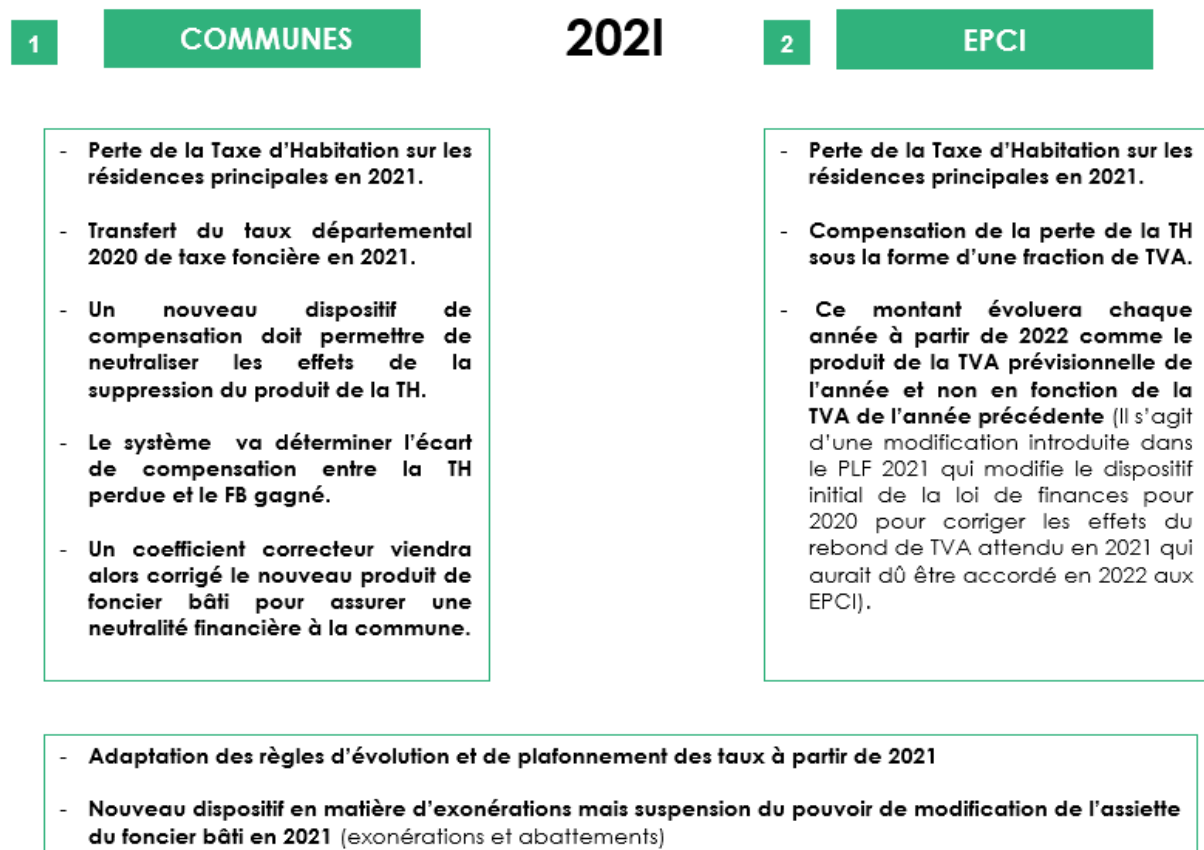 1
COMMUNES
2021
2
EPCI
- Perte de la Taxe d'Habitation sur les
résidences principales en 2021.
- Transfert du taux départemental
2020 de taxe foncière en 2021.
- Un nouveau dispositif de
compensation doit permettre de
neutraliser les effets de la
suppression du produit de la TH.
- Le système va déterminer l'écart
de compensation entre la TH
perdue et le FB gagné.
- Un coefficient correcteur viendra
alors corrigé le nouveau produit de
foncier bâti pour assurer une
neutralité financière à la commune.
- Perte de la Taxe d'Habitation sur les
résidences principales en 2021.
- Compensation de la perte de la TH
sous la forme d'une fraction de TVA.
- Ce montant évoluera chaque
année à partir de 2022 comme le
produit de la TVA prévisionnelle de
l'année et non en fonction de la
TVA de l'année précédente (Il s'agit
d'une modification introduite dans
le PLF 2021 qui modifie le dispositif
initial de la loi de finances pour
2020 pour corriger les effets du
rebond de TVA attendu en 2021 qui
aurait dû être accordé en 2022 aux
EPCI).
- Adaptation des règles d'évolution et de plafonnement des taux à partir de 2021
- Nouveau dispositif en matière d'exonérations mais suspension du pouvoir de modification de l'assiette
du foncier bâti en 2021 (exonérations et abattements)